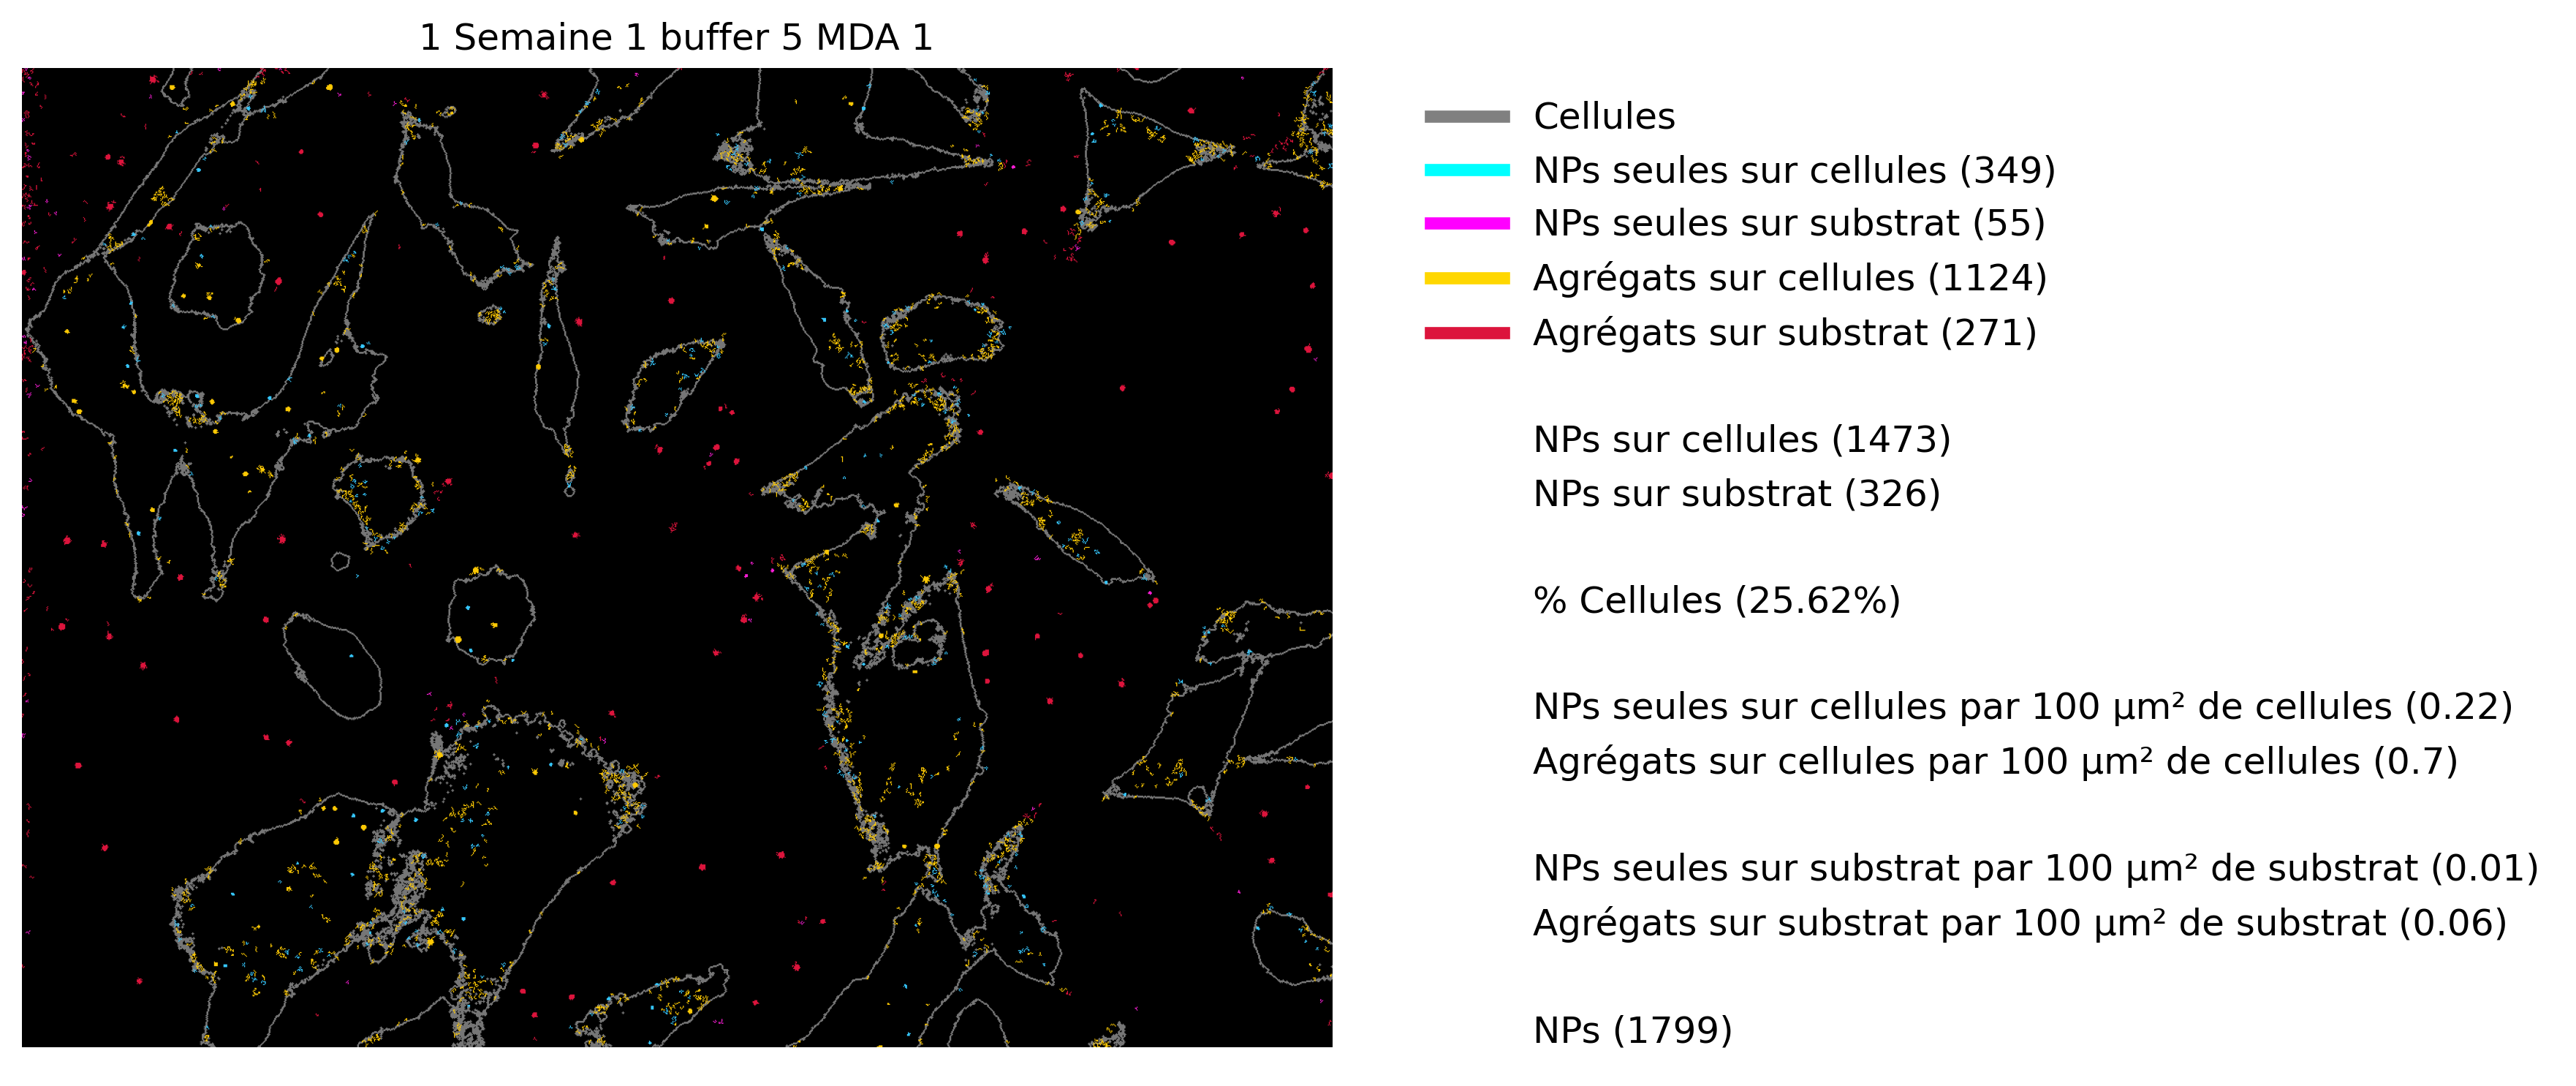 1 Semaine 1 buffer 5 MDA 1
Cellules
NPs seules sur cellules (349)
NPs seules sur substrat (55)
Agrégats sur cellules (1124)
Agrégats sur substrat (271)
NPs sur cellules (1473)
NPs sur substrat (326)
% Cellules (25.62%)
NPs seules sur cellules par 100 µm² de cellules (0.22)
Agrégats sur cellules par 100 µm² de cellules (0.7)
NPs seules sur substrat par 100 µm² de substrat (0.01)
Agrégats sur substrat par 100 µm² de substrat (0.06)
NPs (1799)